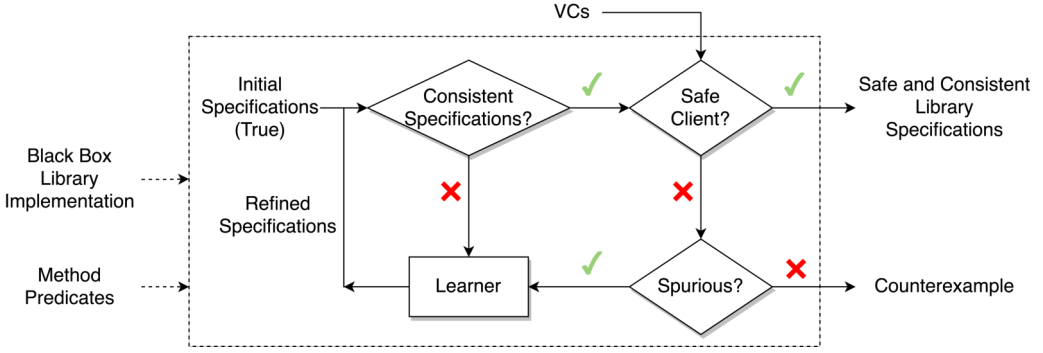 VCs
Initial
Specifications
(True)
Consistent
Specifications?
Safe
Client?
Safe and Consistent
Library
Specifications
Black Box
Library
Implementation
Refined
Specifications
Method
Predicates
Learner
Spurious?
Counterexample